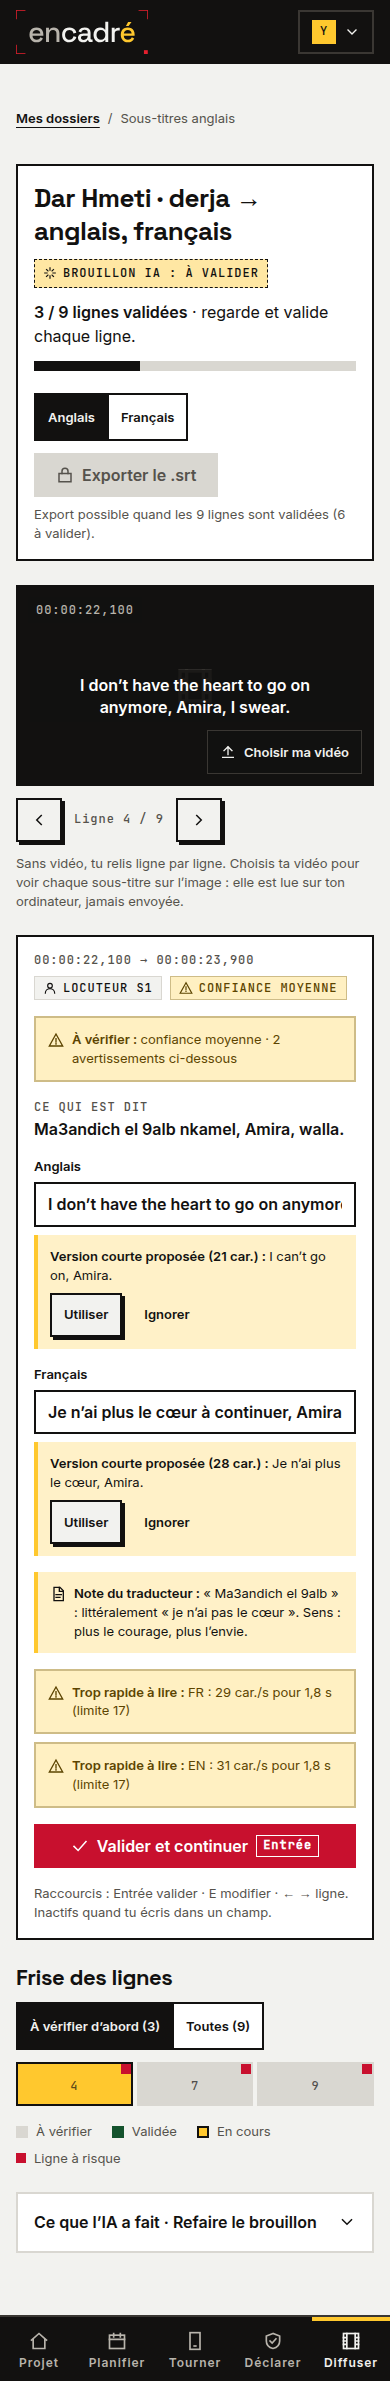 encadré
Y
Mes dossiers / Sous-titres anglais
Dar Hmeti · derja →
anglais, français
BROUILLON IA : À VALIDER
3 / 9 lignes validées · regarde et valide
chaque ligne.
Anglais Français
Exporter le .srt
Export possible quand les 9 lignes sont validées (6
à valider).
00:00:22,100
I don’t have the heart to go on
anymore, Amira, I swear.
Choisir ma vidéo
Ligne 4 / 9
Sans vidéo, tu relis ligne par ligne. Choisis ta vidéo pour
voir chaque sous-titre sur l’image : elle est lue sur ton
ordinateur, jamais envoyée.
00:00:22,100 → 00:00:23,900
LOCUTEUR S1 CONFIANCE MOYENNE
À vérifier : confiance moyenne · 2
avertissements ci-dessous
CE QUI EST DIT
Ma3andich el 9alb nkamel, Amira, walla.
Anglais
I don’t have the heart to go on anymor
Version courte proposée (21 car.) : I can’t go
on, Amira.
Utiliser Ignorer
Français
Je n’ai plus le cœur à continuer, Amira
Version courte proposée (28 car.) : Je n’ai plus
le cœur, Amira.
Utiliser Ignorer
Note du traducteur : « Ma3andich el 9alb »
: littéralement « je n’ai pas le cœur ». Sens :
plus le courage, plus l’envie.
Trop rapide à lire : FR : 29 car./s pour 1,8 s
(limite 17)
Trop rapide à lire : EN : 31 car./s pour 1,8 s
(limite 17)
Valider et continuer Entrée
Raccourcis : Entrée valider · E modifier · ← → ligne.
Inactifs quand tu écris dans un champ.
Frise des lignes
À vérifier d’abord (3) Toutes (9)
4 7 9
À vérifier Validée En cours
Ligne à risque
Ce que l’IA a fait · Refaire le brouillon
Projet Planifier Tourner Déclarer Diffuser